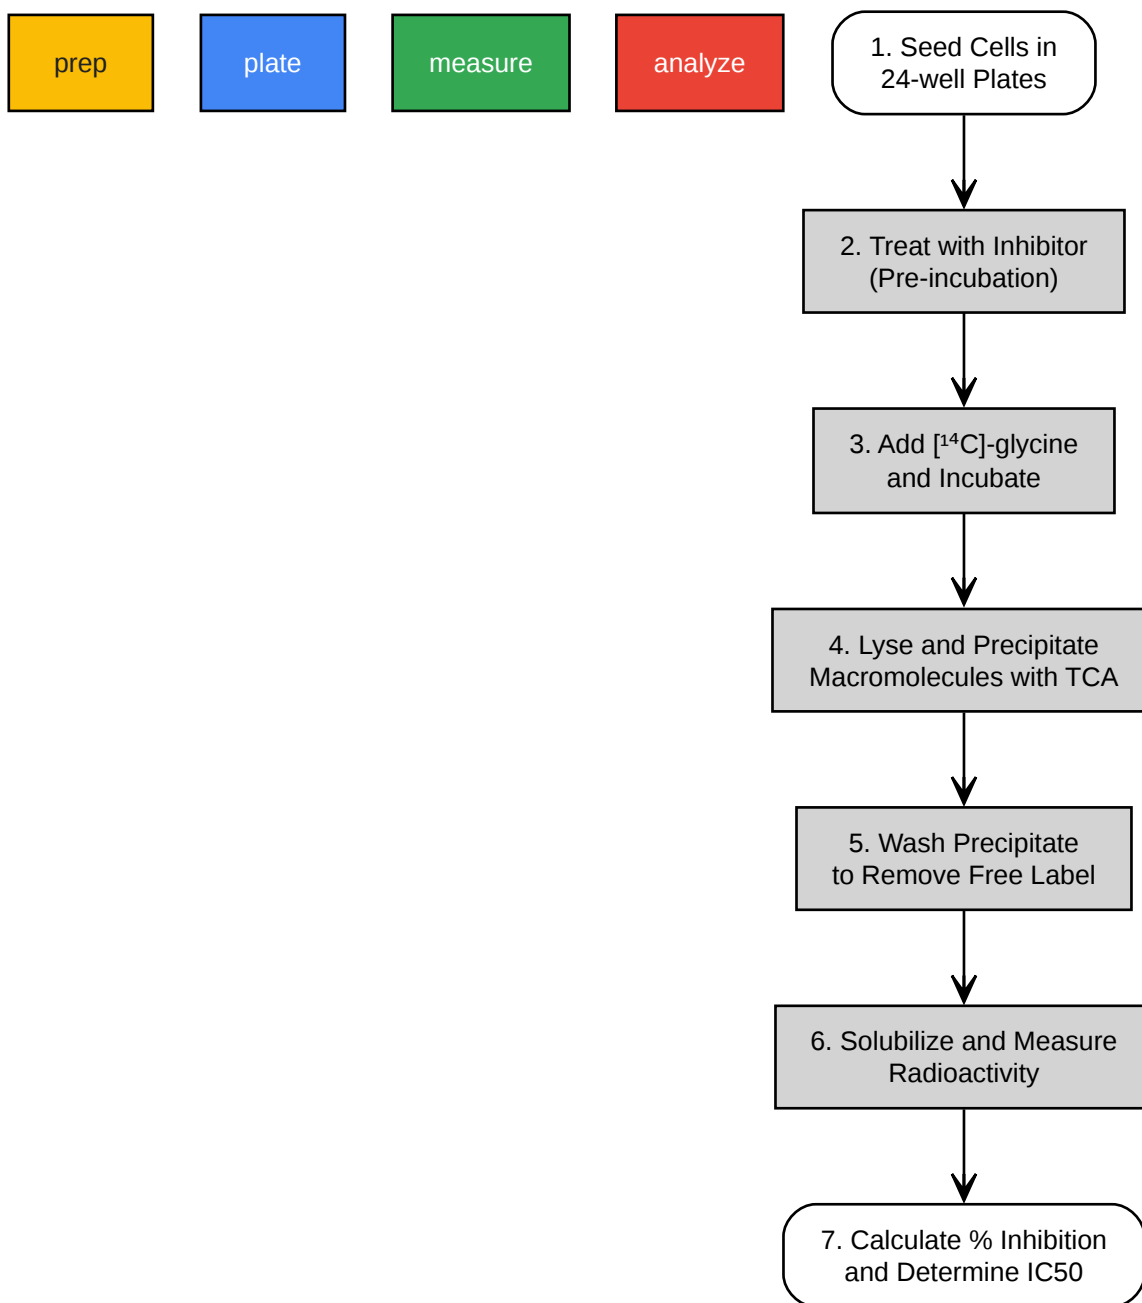 prep
plate
measure
analyze
1. Seed Cells in
24-well Plates
2. Treat with Inhibitor
(Pre-incubation)
3. Add [¹⁴C]-glycine
and Incubate
4. Lyse and Precipitate
Macromolecules with TCA
5. Wash Precipitate
to Remove Free Label
6. Solubilize and Measure
Radioactivity
7. Calculate % Inhibition
and Determine IC50